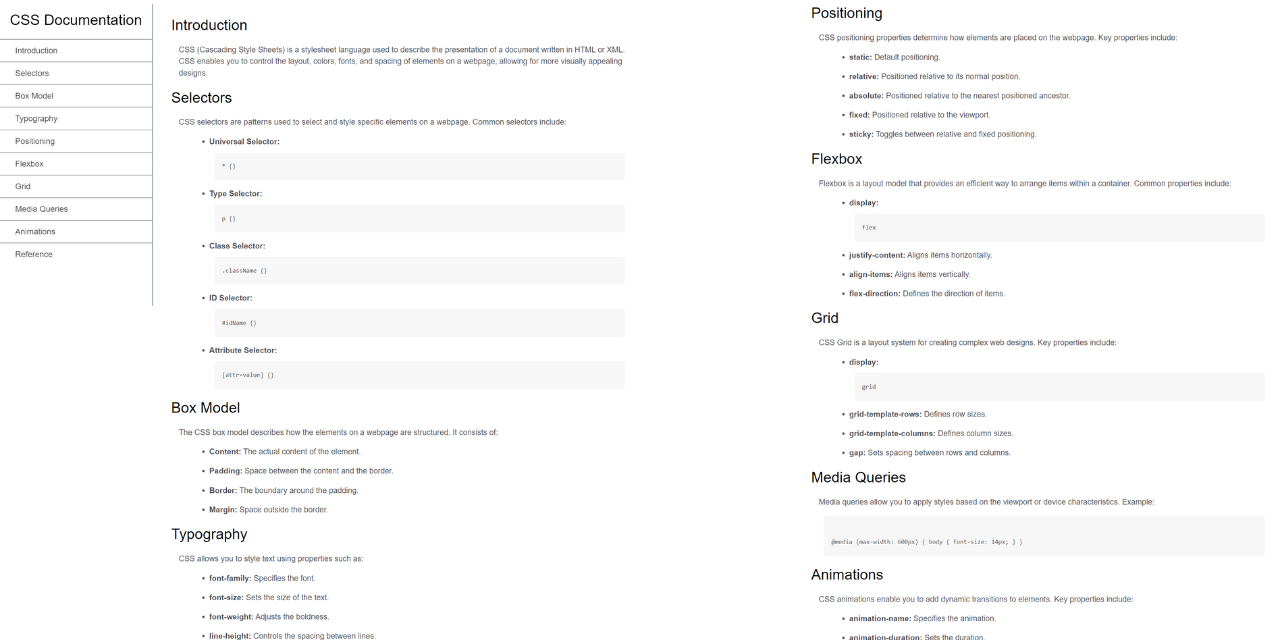 CSS Documentation
Introduction
Selectors
Box Model
Typography
Positioning
Flexbox
Grid
Media Queries
Animations
Reference
Introduction
CSS (Cascading Style Sheets) is a stylesheet language used to describe the presentation of a document written in HTML or XML.
CSS enables you to control the layout, colors, fonts, and spacing of elements on a webpage, allowing for more visually appealing
designs.
Selectors
CSS selectors are patterns used to select and style specific elements on a webpage. Common selectors include:
• Universal Selector:
* {}
• Type Selector:
p {}
• Class Selector:
.className {}
• ID Selector:
#idName {}
• Attribute Selector:
[attr=value] {}
Box Model
The CSS box model describes how the elements on a webpage are structured. It consists of:
• Content: The actual content of the element.
• Padding: Space between the content and the border.
• Border: The boundary around the padding.
• Margin: Space outside the border.
Typography
CSS allows you to style text using properties such as:
• font-family: Specifies the font.
• font-size: Sets the size of the text.
• font-weight: Adjusts the boldness.
• line-height: Controls the spacing between lines.
Positioning
CSS positioning properties determine how elements are placed on the webpage. Key properties include:
• static: Default positioning.
• relative: Positioned relative to its normal position.
• absolute: Positioned relative to the nearest positioned ancestor.
• fixed: Positioned relative to the viewport.
• sticky: Toggles between relative and fixed positioning.
Flexbox
Flexbox is a layout model that provides an efficient way to arrange items within a container. Common properties include:
• display:
flex
• justify-content: Aligns items horizontally.
• align-items: Aligns items vertically.
• flex-direction: Defines the direction of items.
Grid
CSS Grid is a layout system for creating complex web designs. Key properties include:
• display:
grid
• grid-template-rows: Defines row sizes.
• grid-template-columns: Defines column sizes.
• gap: Sets spacing between rows and columns.
Media Queries
Media queries allow you to apply styles based on the viewport or device characteristics. Example:
@media (max-width: 600px) { body { font-size: 14px; } }
Animations
CSS animations enable you to add dynamic transitions to elements. Key properties include:
• animation-name: Specifies the animation.
• animation-duration: Sets the duration.